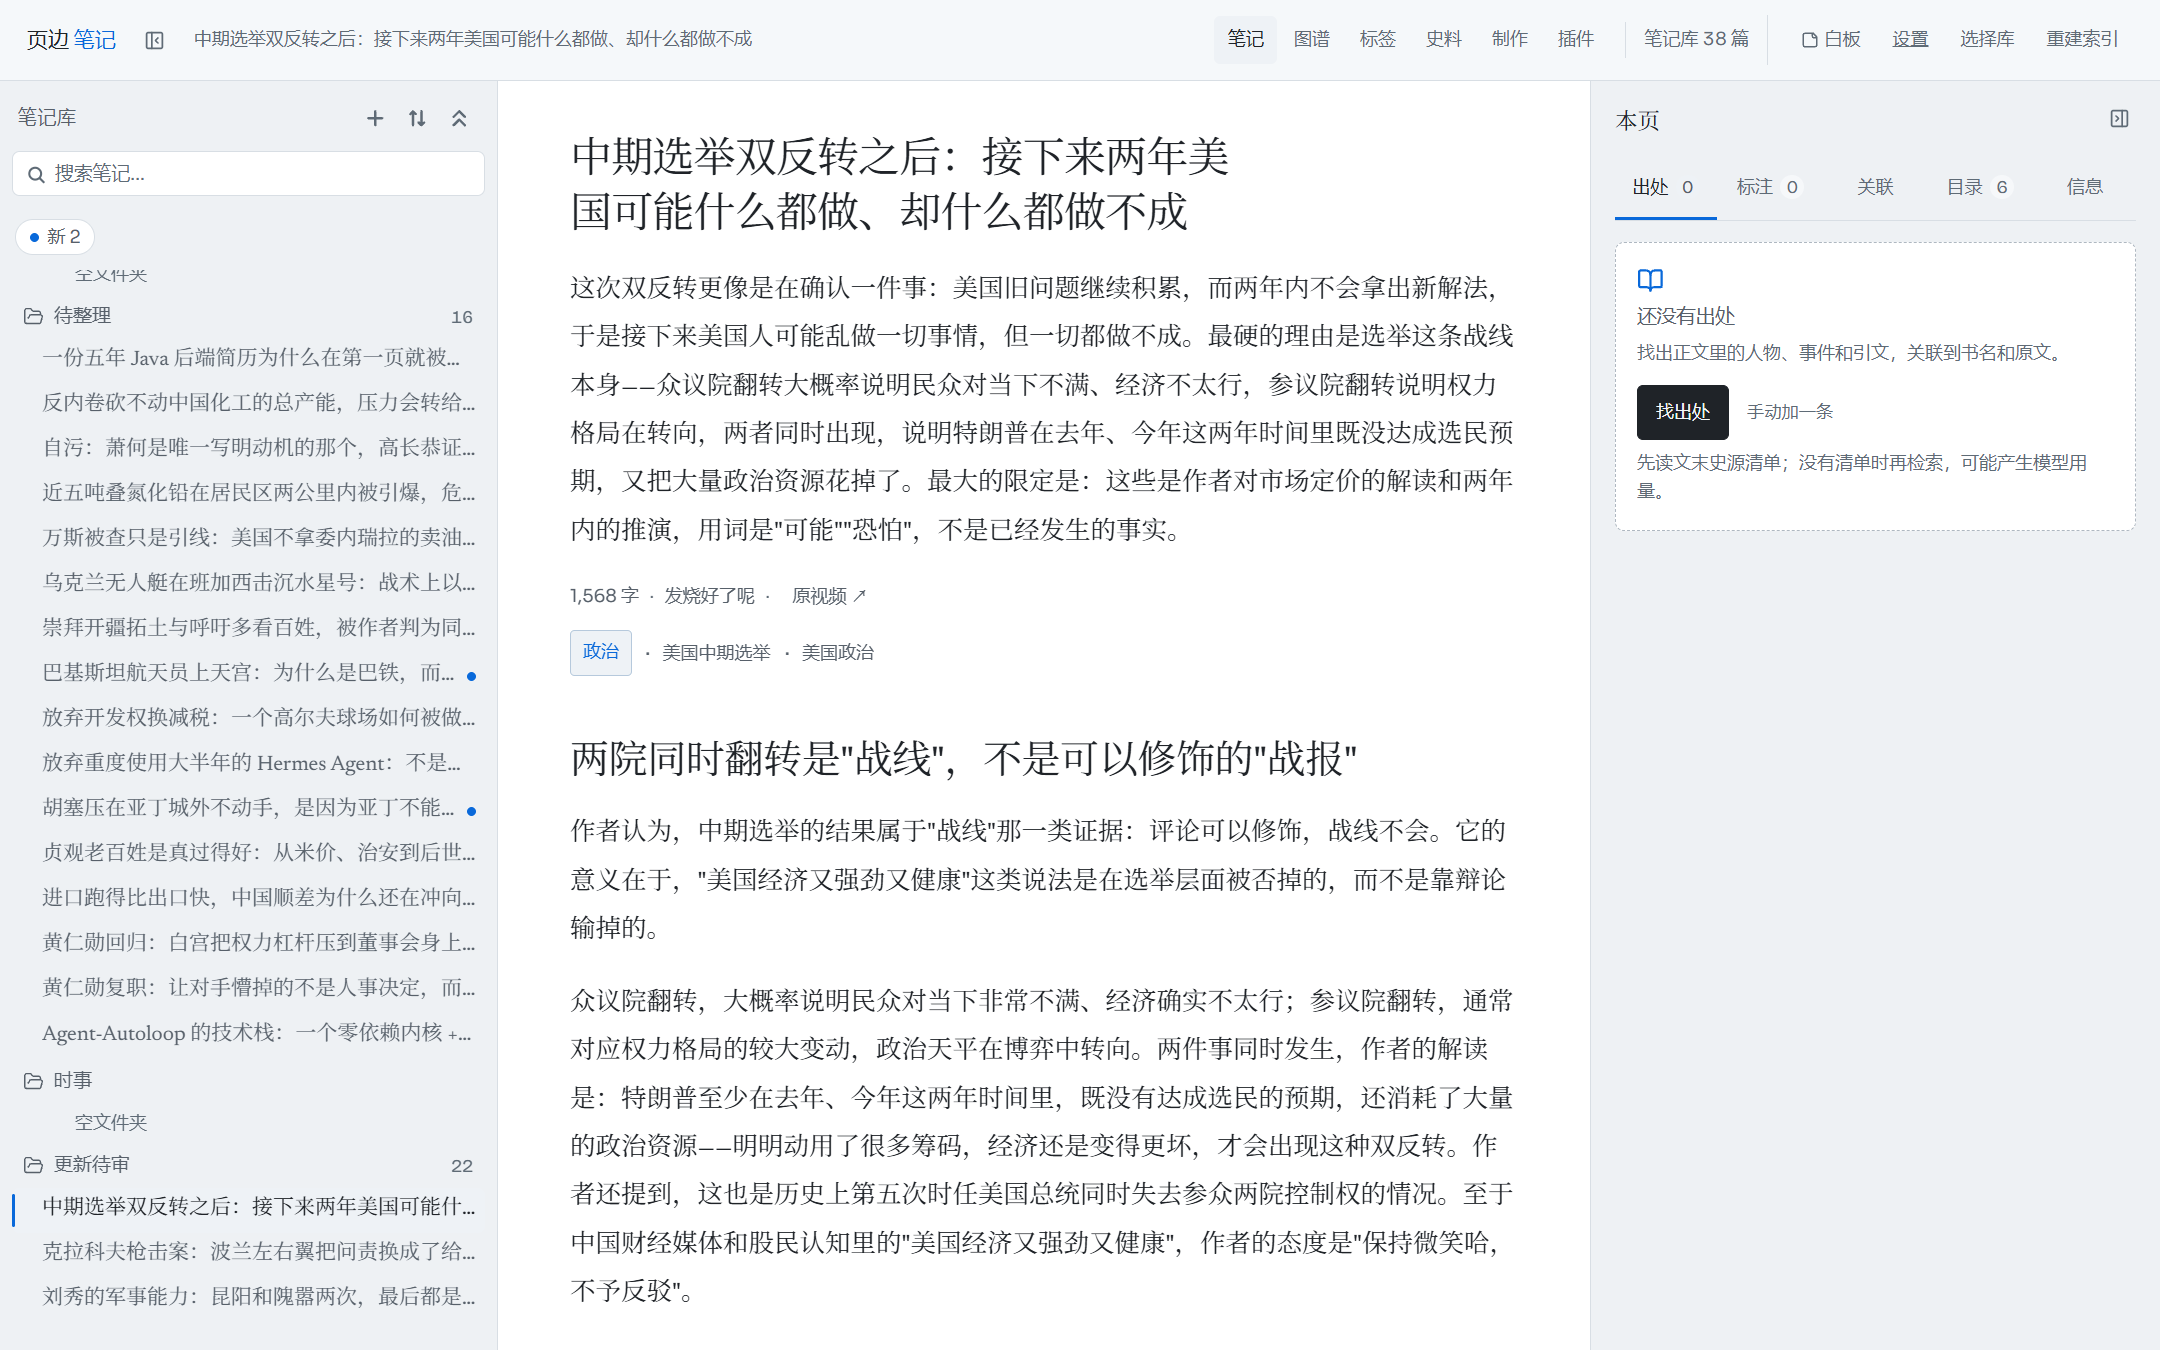 页边 笔记
中期选举双反转之后：接下来两年美国可能什么都做、却什么都做不成
笔记 图谱 标签 史料 制作 插件 笔记库 38 篇 白板 设置 选择库 重建索引
笔记库
搜索笔记...
新 2
空文件夹
待整理 16
一份五年 Java 后端简历为什么在第一页就被...
反内卷砍不动中国化工的总产能，压力会转给...
自污：萧何是唯一写明动机的那个，高长恭证...
近五吨叠氮化铅在居民区两公里内被引爆，危...
万斯被查只是引线：美国不拿委内瑞拉的卖油...
乌克兰无人艇在班加西击沉水星号：战术上以...
崇拜开疆拓土与呼吁多看百姓，被作者判为同...
巴基斯坦航天员上天宫：为什么是巴铁，而...
放弃开发权换减税：一个高尔夫球场如何被做...
放弃重度使用大半年的 Hermes Agent：不是...
胡塞压在亚丁城外不动手，是因为亚丁不能...
贞观老百姓是真过得好：从米价、治安到后世...
进口跑得比出口快，中国顺差为什么还在冲向...
黄仁勋回归：白宫把权力杠杆压到董事会身上...
黄仁勋复职：让对手懵掉的不是人事决定，而...
Agent-Autoloop 的技术栈：一个零依赖内核 +...
时事
空文件夹
更新待审 22
中期选举双反转之后：接下来两年美国可能什...
克拉科夫枪击案：波兰左右翼把问责换成了给...
刘秀的军事能力：昆阳和隗嚣两次，最后都是...
中期选举双反转之后：接下来两年美
国可能什么都做、却什么都做不成
这次双反转更像是在确认一件事：美国旧问题继续积累，而两年内不会拿出新解法，
于是接下来美国人可能乱做一切事情，但一切都做不成。最硬的理由是选举这条战线
本身——众议院翻转大概率说明民众对当下不满、经济不太行，参议院翻转说明权力
格局在转向，两者同时出现，说明特朗普在去年、今年这两年时间里既没达成选民预
期，又把大量政治资源花掉了。最大的限定是：这些是作者对市场定价的解读和两年
内的推演，用词是"可能""恐怕"，不是已经发生的事实。
1,568 字 · 发烧好了呢 · 原视频 ↗
政治 · 美国中期选举 · 美国政治
两院同时翻转是"战线"，不是可以修饰的"战报"
作者认为，中期选举的结果属于"战线"那一类证据：评论可以修饰，战线不会。它的
意义在于，"美国经济又强劲又健康"这类说法是在选举层面被否掉的，而不是靠辩论
输掉的。
众议院翻转，大概率说明民众对当下非常不满、经济确实不太行；参议院翻转，通常
对应权力格局的较大变动，政治天平在博弈中转向。两件事同时发生，作者的解读
是：特朗普至少在去年、今年这两年时间里，既没有达成选民的预期，还消耗了大量
的政治资源——明明动用了很多筹码，经济还是变得更坏，才会出现这种双反转。作
者还提到，这也是历史上第五次时任美国总统同时失去参众两院控制权的情况。至于
中国财经媒体和股民认知里的"美国经济又强劲又健康"，作者的态度是"保持微笑哈，
不予反驳"。
本页
出处 0 标注 0 关联 目录 6 信息
还没有出处
找出正文里的人物、事件和引文，关联到书名和原文。
找出处 手动加一条
先读文末史源清单；没有清单时再检索，可能产生模型用
量。